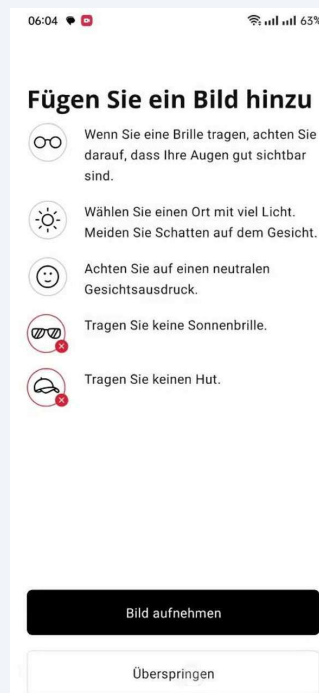 06:04
63%
Fügen Sie ein Bild hinzu
Wenn Sie eine Brille tragen, achten Sie
darauf, dass Ihre Augen gut sichtbar
sind.
Wählen Sie einen Ort mit viel Licht.
Meiden Sie Schatten auf dem Gesicht.
Achten Sie auf einen neutralen
Gesichtsausdruck.
Tragen Sie keine Sonnenbrille.
Tragen Sie keinen Hut.
Bild aufnehmen
Überspringen